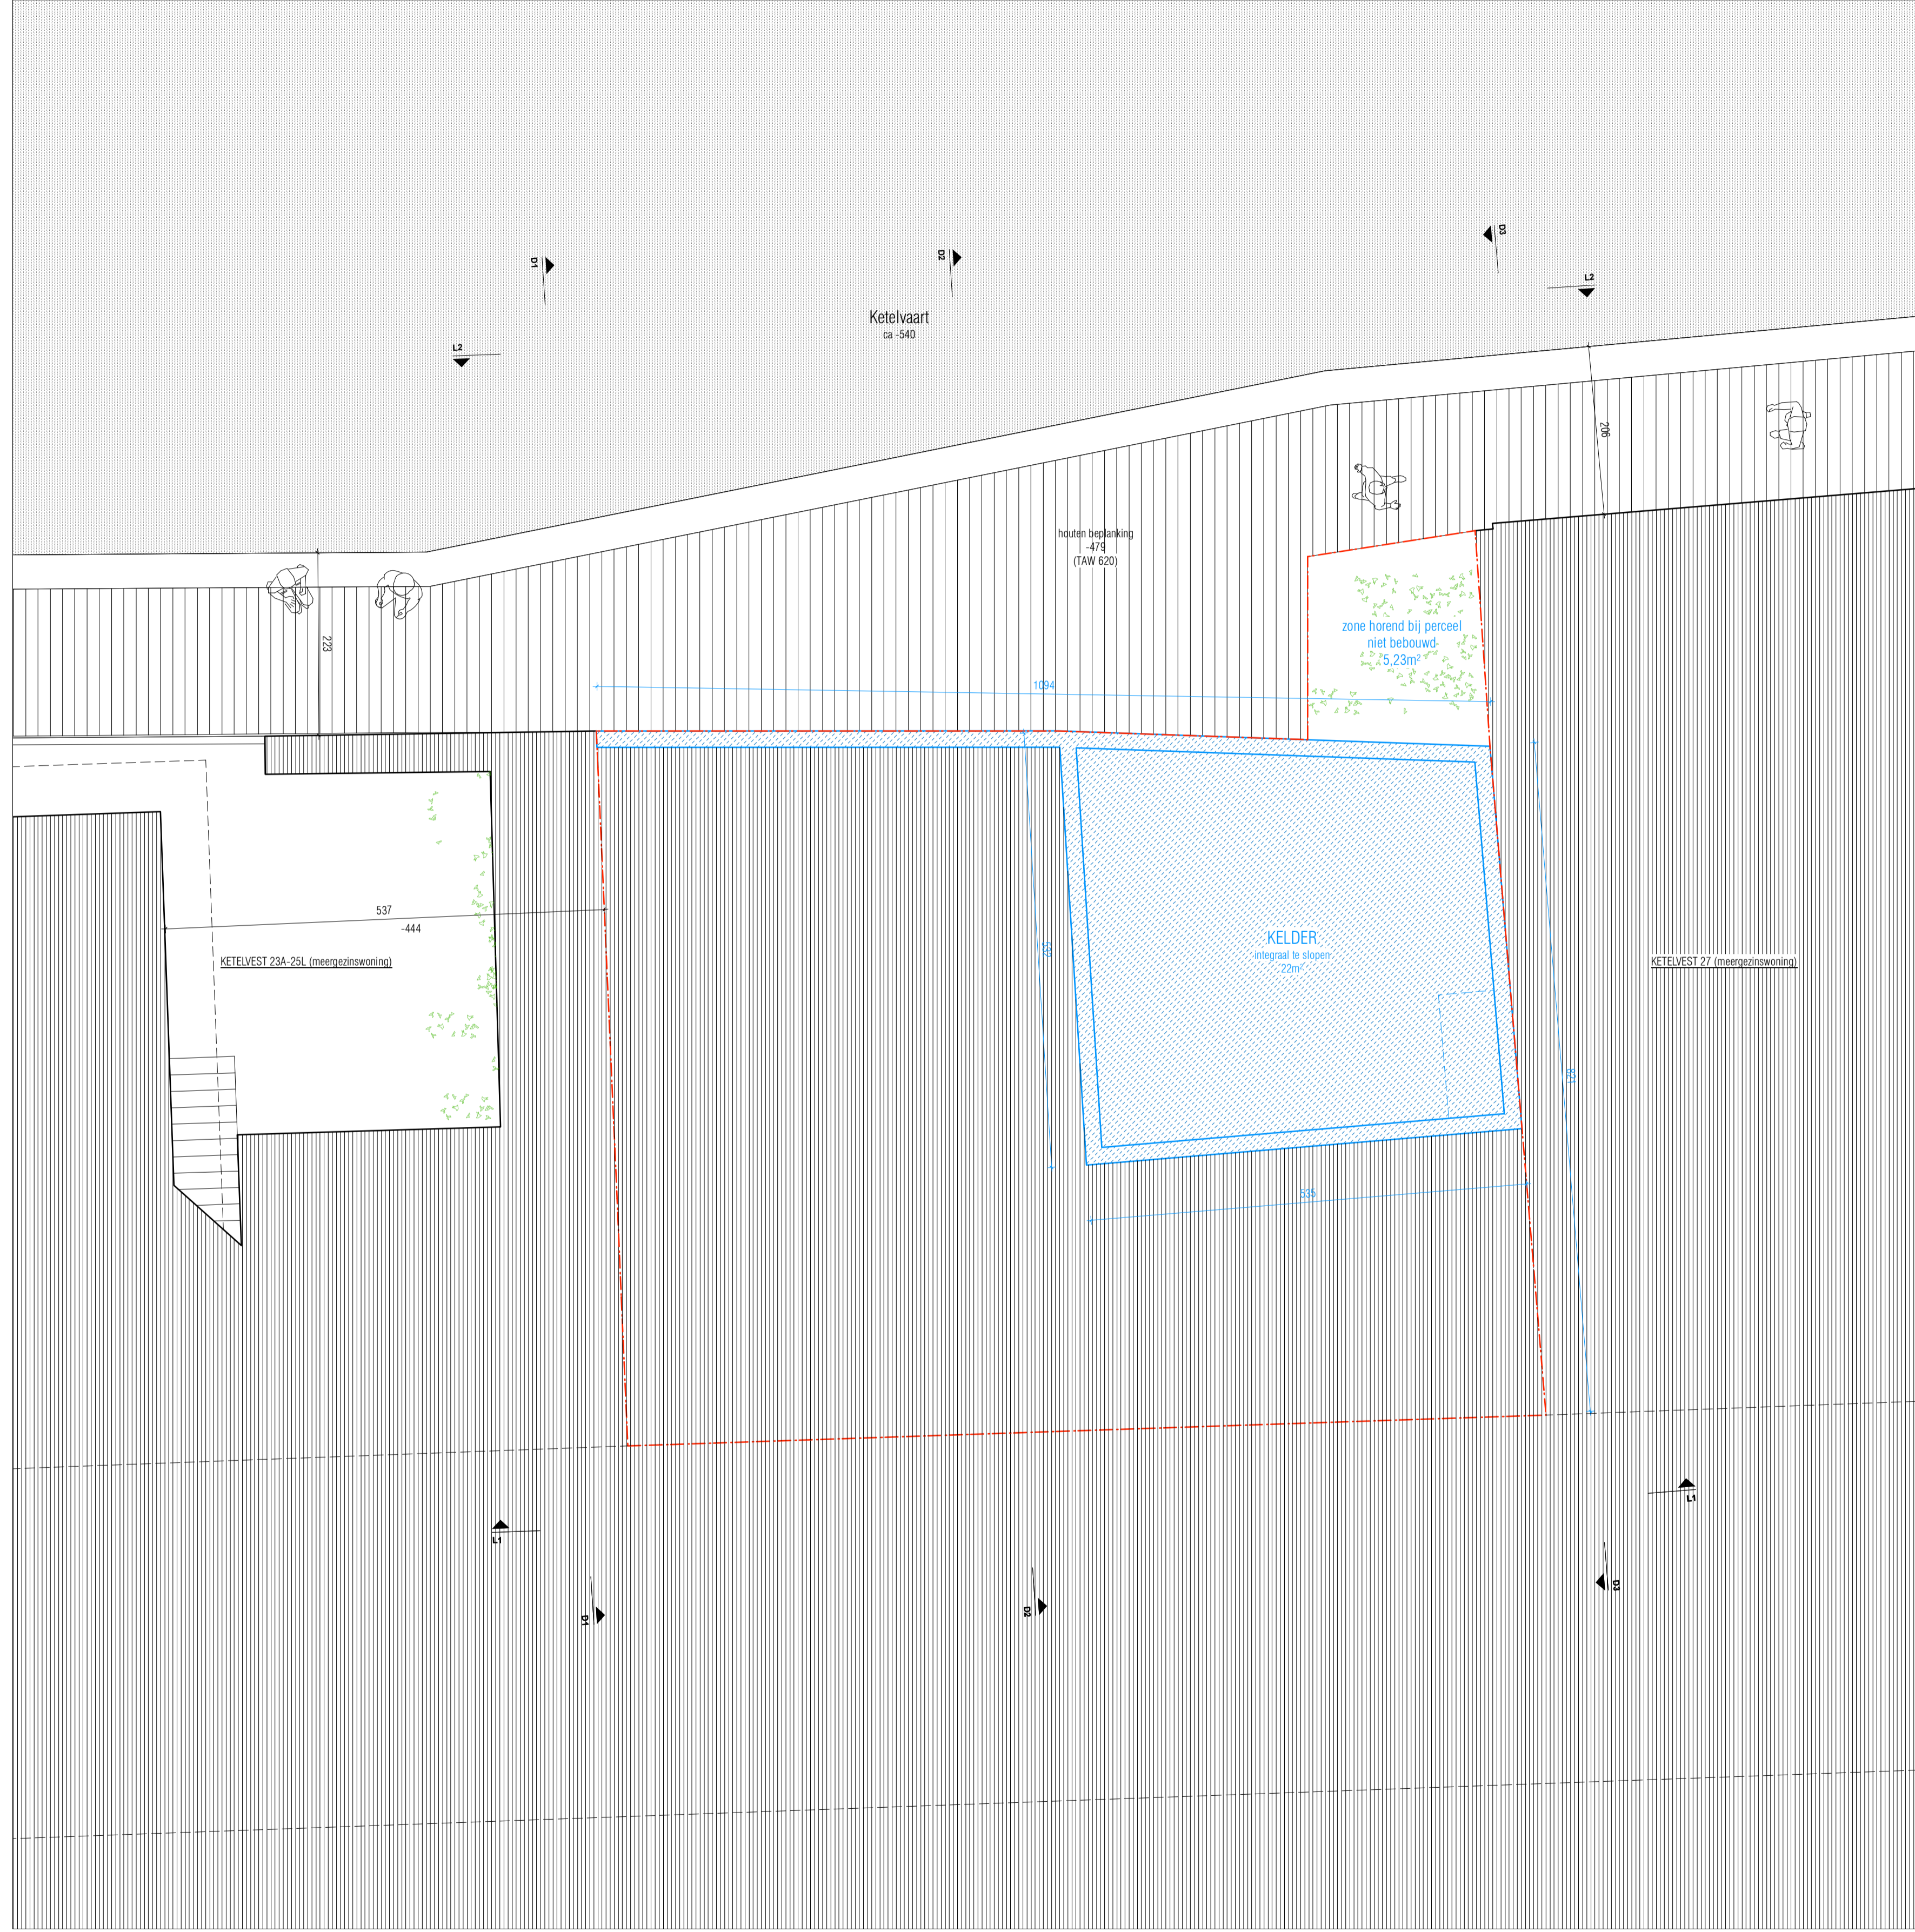 D3
D2
D1
L2
Ketelvaart
ca -540
L2
206
houten beplanking
-479
(TAW 620)
zone horend bij perceel
niet bebouwd
5,23m²
223
1094
537
-444
KETELVEST 23A-25L (meergezinswoning)
532
KELDER
integraal te slopen
22m²
KETELVEST 27 (meergezinswoning)
821
535
L1
L1
D3
D2
D1